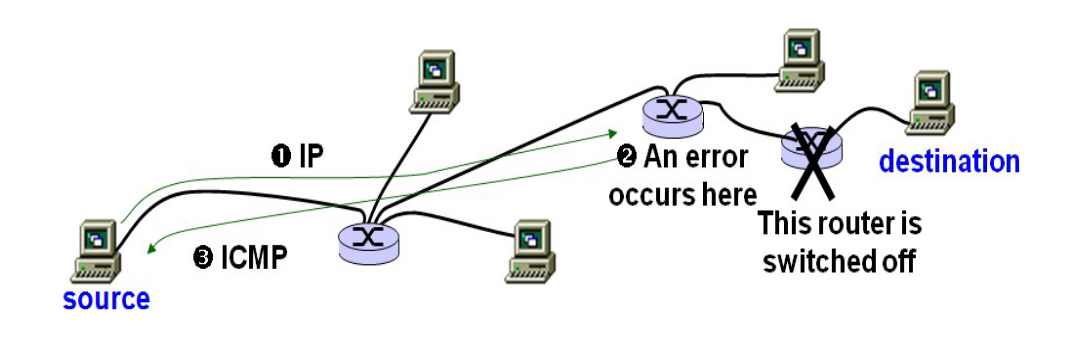 ❶ IP
❷ An error
occurs here
destination
This router is
switched off
❸ ICMP
source